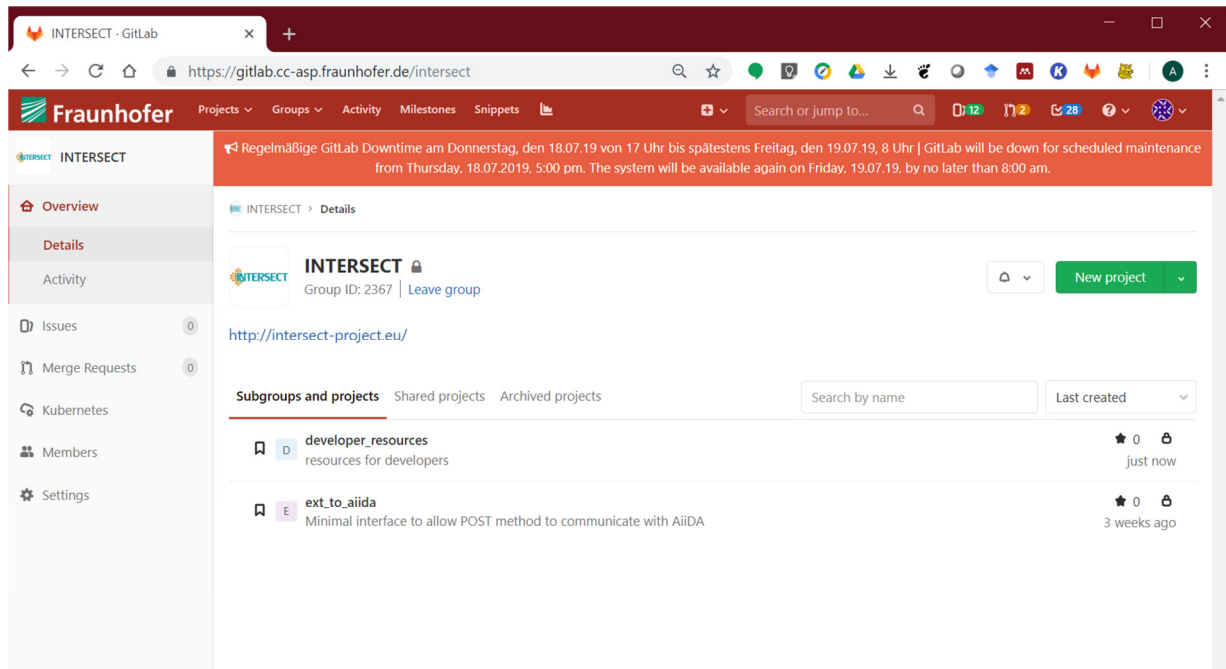 INTERSECT · GitLab
https://gitlab.cc-asp.fraunhofer.de/intersect
A
Fraunhofer
Projects
Groups
Activity
Milestones
Snippets
Search or jump to...
12
2
28
INTERSECT INTERSECT
Regelmäßige GitLab Downtime am Donnerstag, den 18.07.19 von 17 Uhr bis spätestens Freitag, den 19.07.19, 8 Uhr | GitLab will be down for scheduled maintenance
from Thursday, 18.07.2019, 5:00 pm. The system will be available again on Friday, 19.07.19, by no later than 8:00 am.
Overview
Details
Activity
Issues 0
Merge Requests 0
Kubernetes
Members
Settings
INTERSECT > Details
INTERSECT
INTERSECT
Group ID: 2367 | Leave group
New project
http://intersect-project.eu/
Subgroups and projects
Shared projects
Archived projects
Search by name
Last created
D
developer_resources
0
resources for developers
just now
E
ext_to_aiida
0
Minimal interface to allow POST method to communicate with AiiDA
3 weeks ago